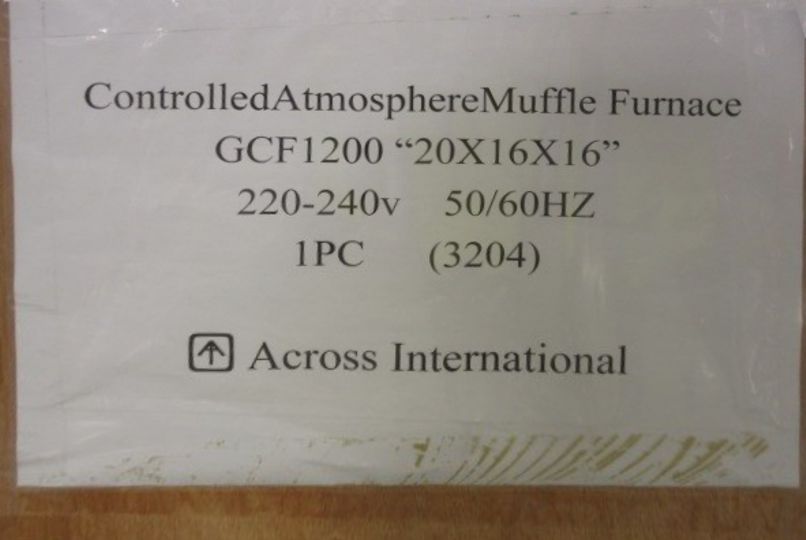 ControlledAtmosphereMuffle Furnace
GCF1200 “20X16X16”
220-240v 50/60HZ
1PC (3204)
Across International